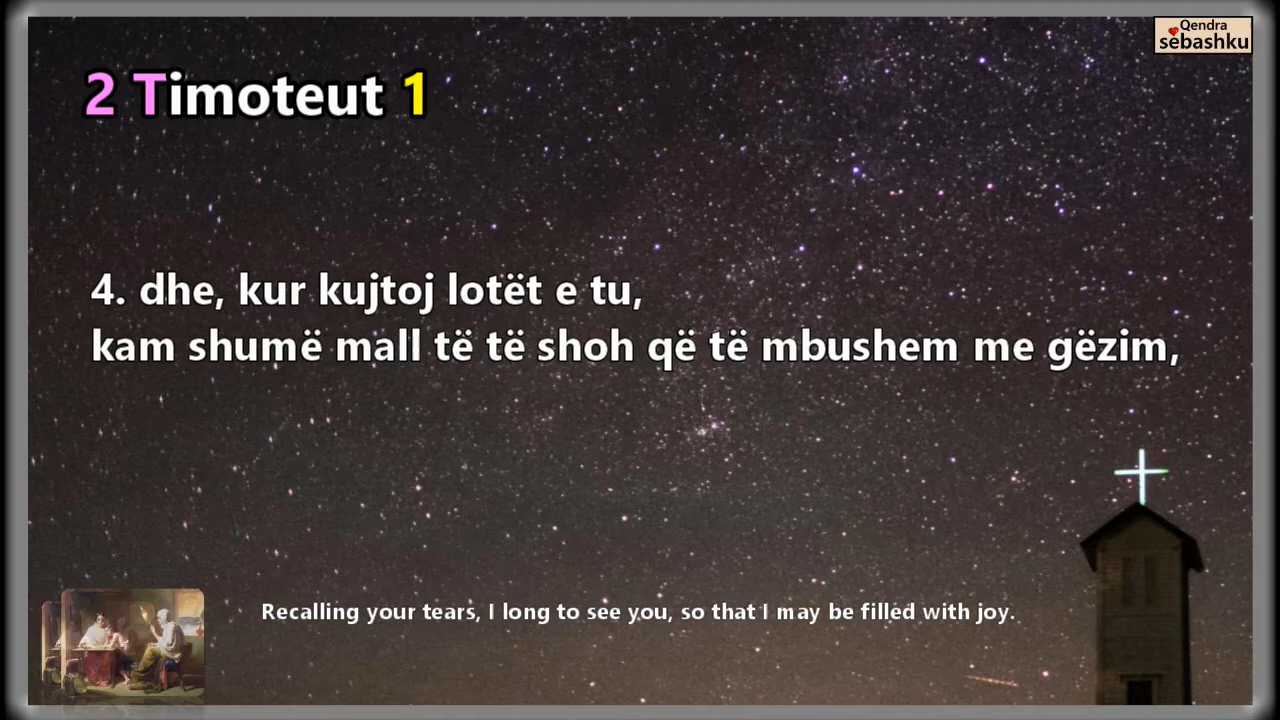 Qendra
sebashku
2 Timoteut 1
4. dhe, kur kujtoj lotët e tu,
kam shumë mall të të shoh që të mbushem me gëzim,
Recalling your tears, I long to see you, so that I may be filled with joy.